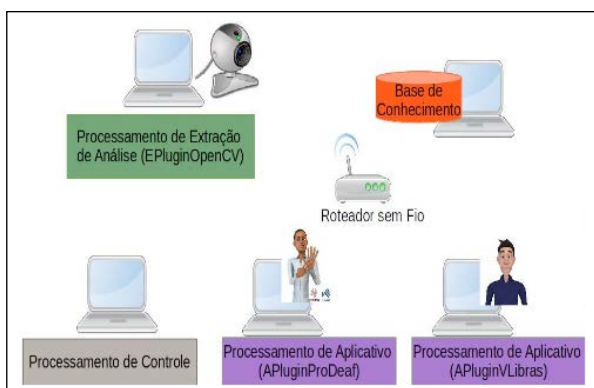 Base de
Conhecimento
Processamento de Extração
de Análise (EPluginOpenCV)
Roteador sem Fio
Processamento de Controle
Processamento de Aplicativo
(APluginProDeaf)
Processamento de Aplicativo
(APluginVLibras)